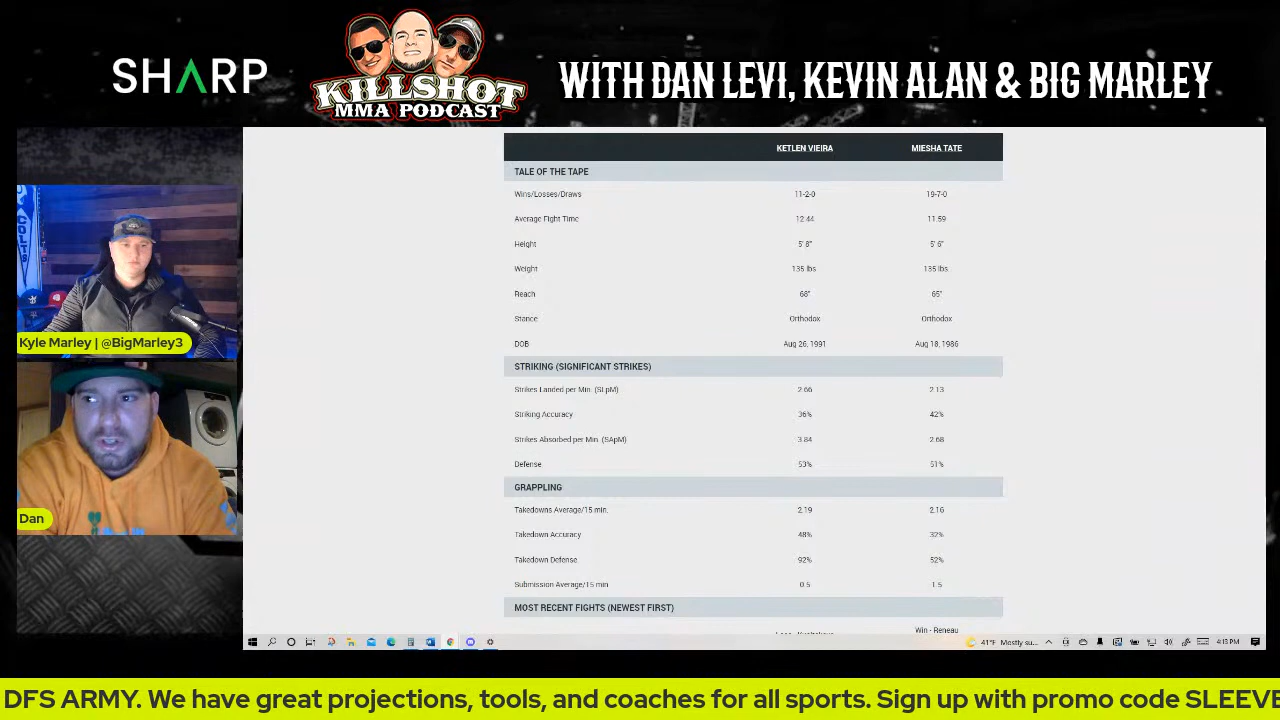 SHARP
KILLSHOT
MMA PODCAST
WITH DAN LEVI, KEVIN ALAN & BIG MARLEY
KETLEN VIEIRA MIESHA TATE
TALE OF THE TAPE
Wins/Losses/Draws 11-2-0 19-7-0
Average Fight Time 12:44 11:59
Height 5' 8" 5' 6"
Weight 135 lbs 135 lbs
Reach 68" 65"
Stance Orthodox Orthodox
DOB Aug 26, 1991 Aug 18, 1986
STRIKING (SIGNIFICANT STRIKES)
Strikes Landed per Min. (SLpM) 2.66 2.13
Striking Accuracy 36% 42%
Strikes Absorbed per Min. (SApM) 3.84 2.68
Defense 53% 51%
GRAPPLING
Takedowns Average/15 min. 2.19 2.16
Takedown Accuracy 48% 32%
Takedown Defense 92% 52%
Submission Average/15 min 0.5 1.5
MOST RECENT FIGHTS (NEWEST FIRST)
Win - Reneau
COLTS
Kyle Marley | @BigMarley3
Dan
41°F Mostly su... 4:13 PM
DFS ARMY. We have great projections, tools, and coaches for all sports. Sign up with promo code SLEEVE